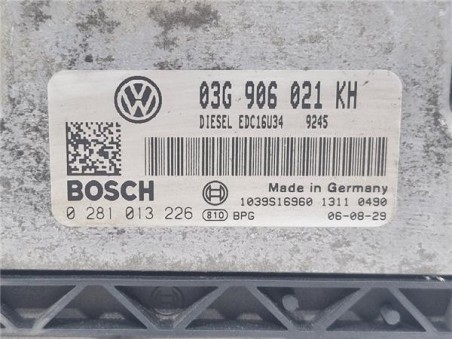 03G 906 021 KH
DIESEL EDC16U34 9245
BOSCH
Made in Germany
0 281 013 226 810 BPG
1039S16960 1311 0490
06-08-29